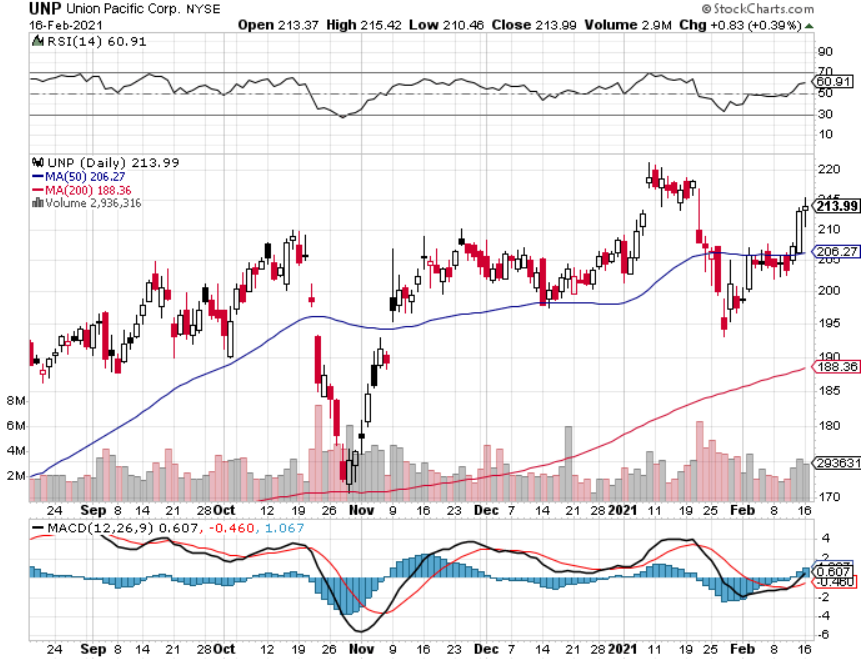 UNP Union Pacific Corp. NYSE © StockCharts.com
16-Feb-2021 Open 213.37 High 215.42 Low 210.46 Close 213.99 Volume 2.9M Chg +0.83 (+0.39%)
RSI(14) 60.91
90
70
60.91
50
30
10
UNP (Daily) 213.99
MA(50) 206.27
MA(200) 188.36
Volume 2,936,316
220
215
213.99
210
206.27
205
200
195
190
188.36
185
8M
180
6M
4M
293631
2M
170
24 Sep 8 14 21 28 Oct 12 19 26 Nov 9 16 23 Dec 7 14 21 28 2021 11 19 25 Feb 8 16
MACD(12,26,9) 0.607, -0.460, 1.067
4
2
0.607
-0.460
-2
-4
-6
24 Sep 8 14 21 28 Oct 12 19 26 Nov 9 16 23 Dec 7 14 21 28 2021 11 19 25 Feb 8 16